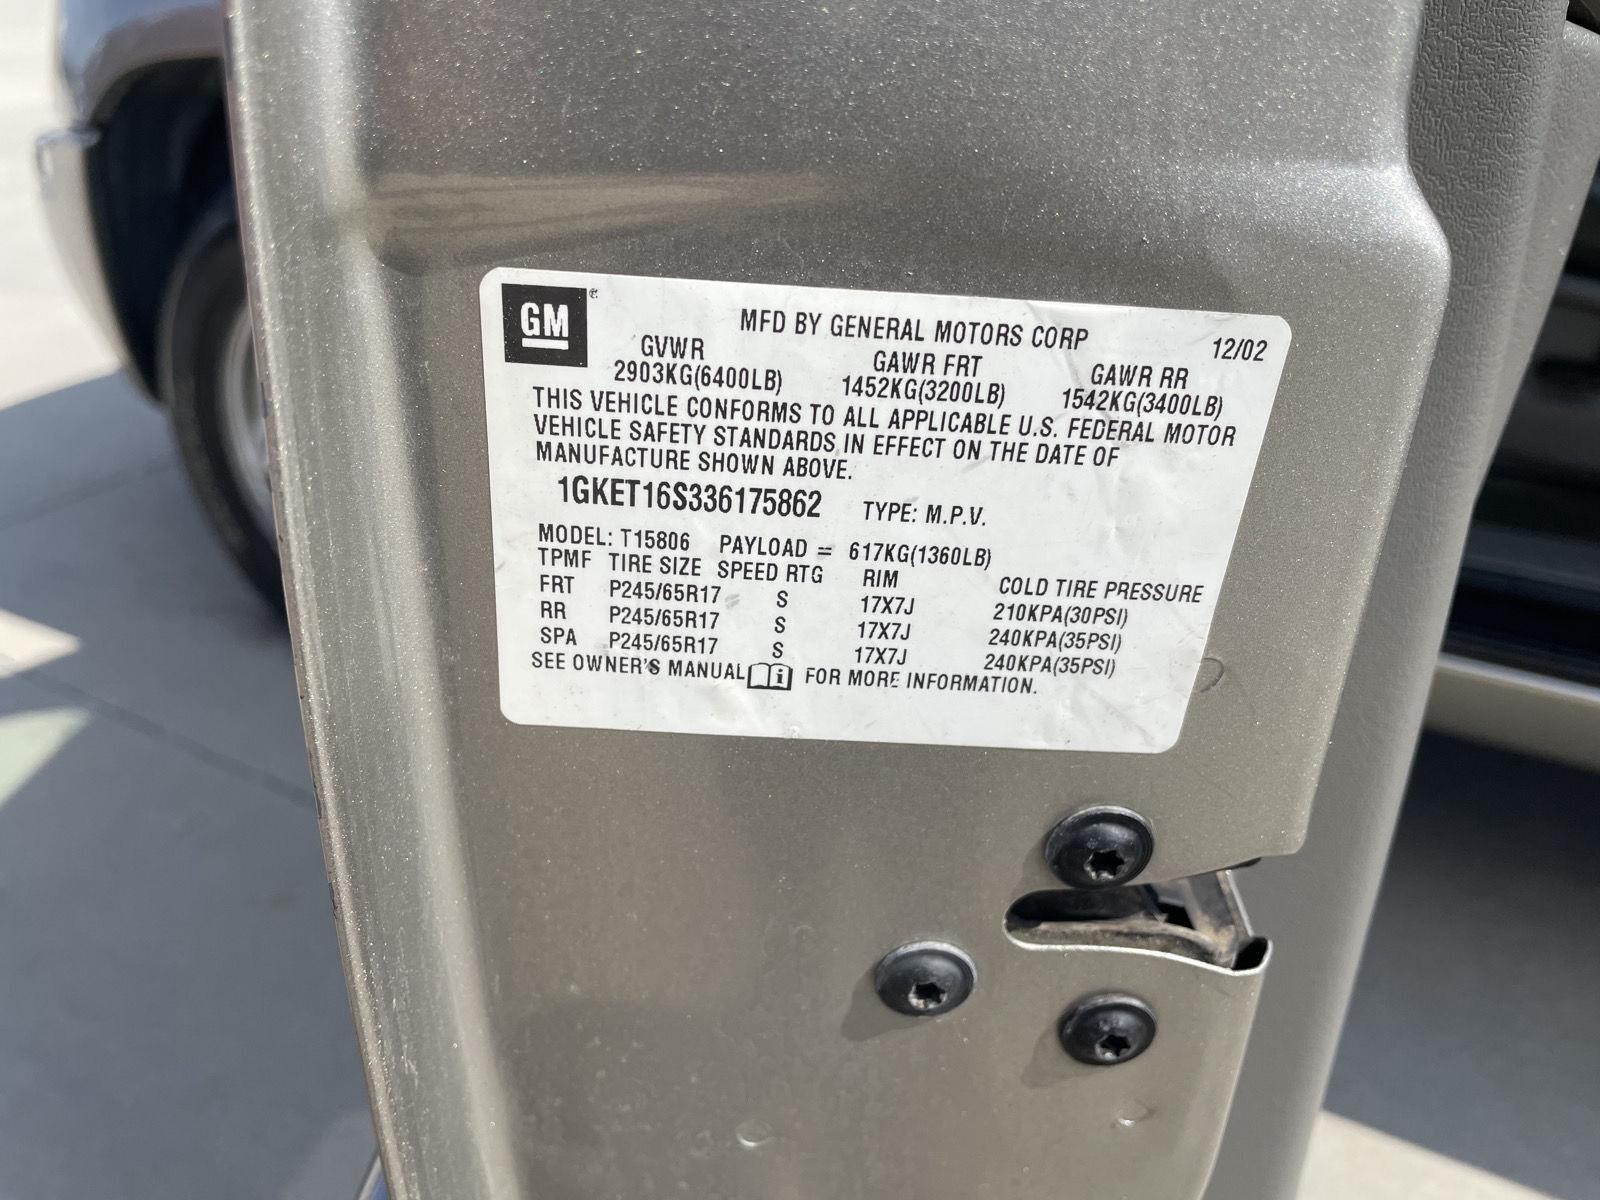 GM ®
MFD BY GENERAL MOTORS CORP 12/02
GVWR GAWR FRT GAWR RR
2903KG(6400LB) 1452KG(3200LB) 1542KG(3400LB)
THIS VEHICLE CONFORMS TO ALL APPLICABLE U.S. FEDERAL MOTOR
VEHICLE SAFETY STANDARDS IN EFFECT ON THE DATE OF
MANUFACTURE SHOWN ABOVE.
1GKET16S336175862 TYPE: M.P.V.
MODEL: T15806 PAYLOAD = 617KG(1360LB)
TPMF TIRE SIZE SPEED RTG RIM COLD TIRE PRESSURE
FRT P245/65R17 S 17X7J 210KPA(30PSI)
RR P245/65R17 S 17X7J 240KPA(35PSI)
SPA P245/65R17 S 17X7J 240KPA(35PSI)
SEE OWNER'S MANUAL i FOR MORE INFORMATION.